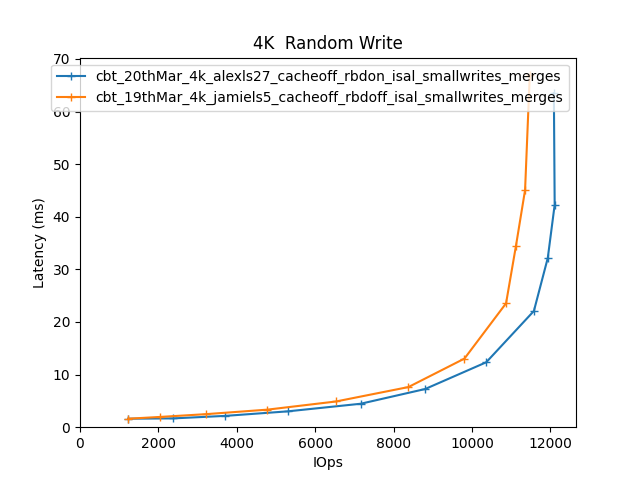 4K  Random Write
70
60
50
40
30
20
10
0
Latency (ms)
cbt_20thMar_4k_alexls27_cacheoff_rbdon_isal_smallwrites_merges
cbt_19thMar_4k_jamiels5_cacheoff_rbdoff_isal_smallwrites_merges
0 2000 4000 6000 8000 10000 12000
IOps